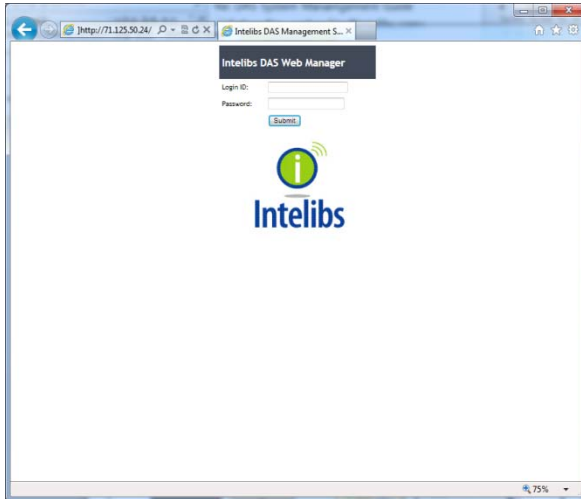 ]http://71.125.50.24/
Intelibs DAS Management S...
Intelibs DAS Web Manager
Login ID:
Password:
Submit
i
Intelibs
75%